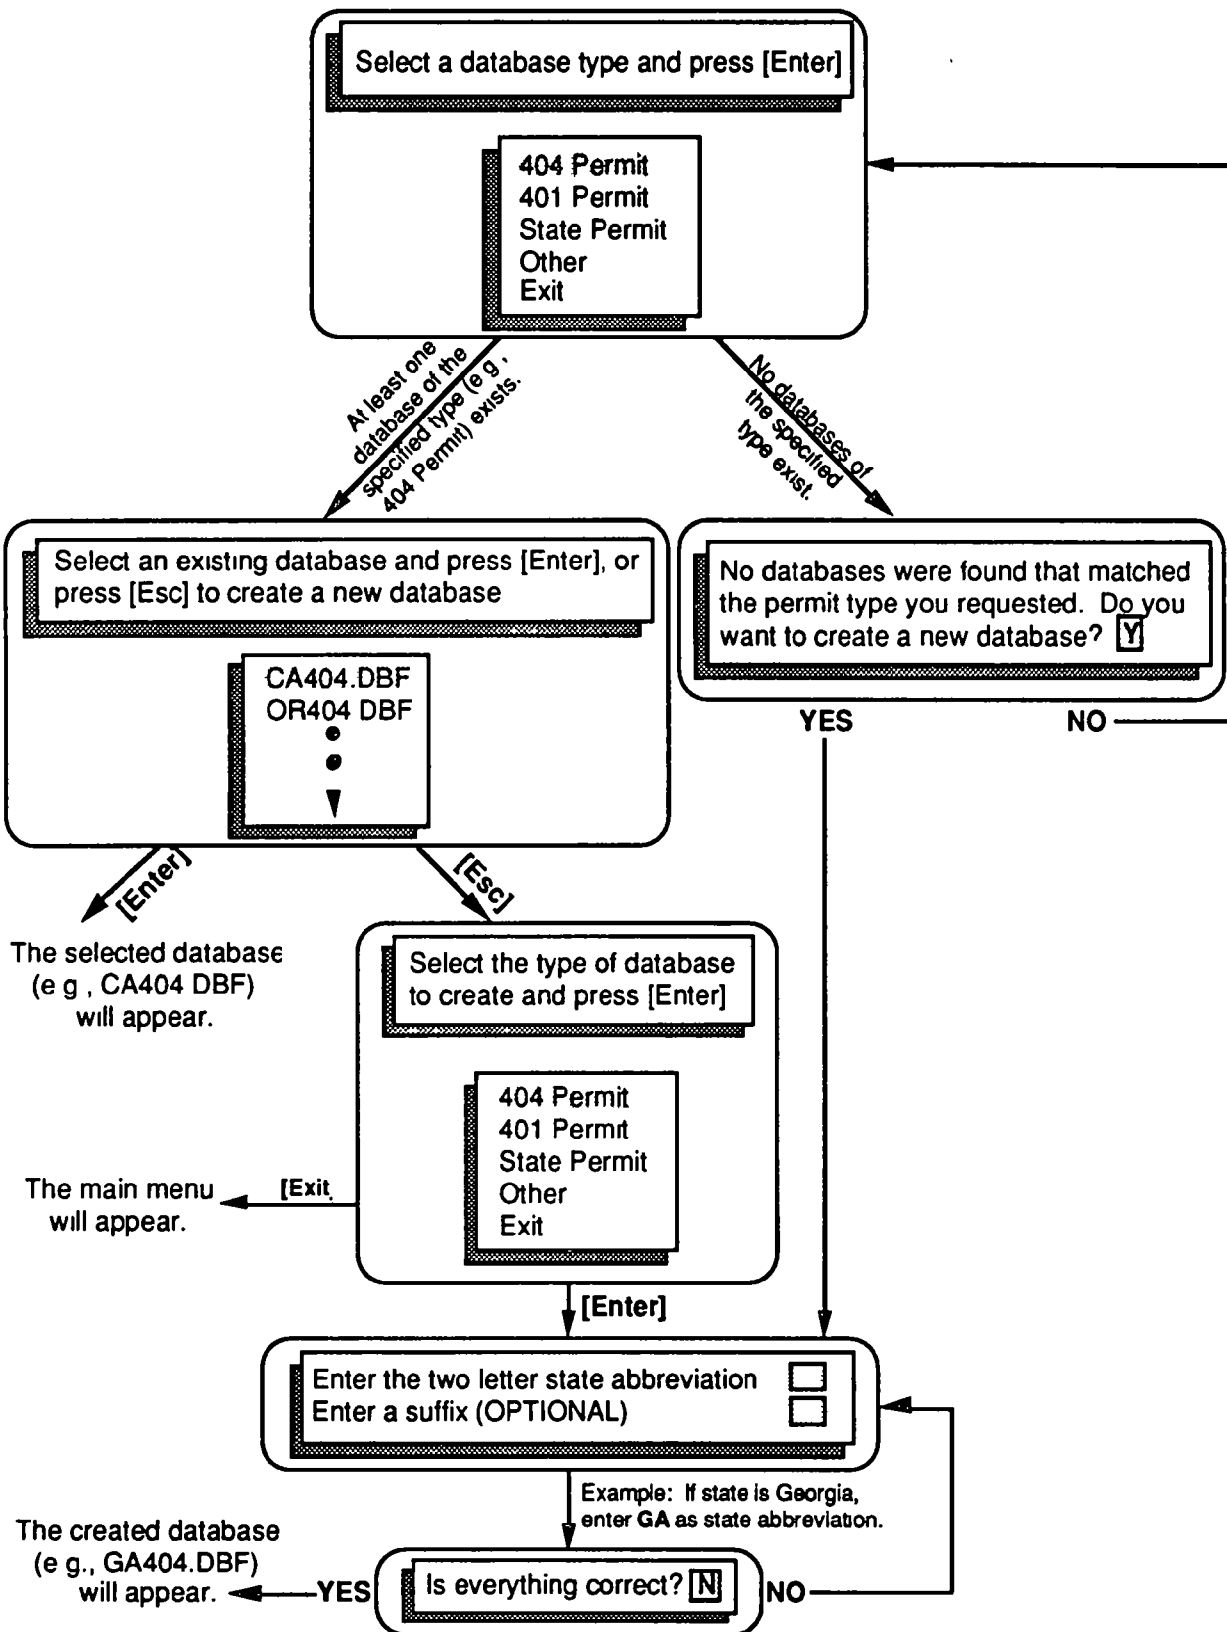 Select a database type and press [Enter]
404 Permit
401 Permit
State Permit
Other
Exit
At least one
database of the
specified type (e g ,
404 Permit) exists.
No databases of
the specified
type exist.
Select an existing database and press [Enter], or
press [Esc] to create a new database
CA404.DBF
OR404 DBF
No databases were found that matched
the permit type you requested. Do you
want to create a new database? Y
YES
NO
[Enter]
[Esc]
The selected database
(e g , CA404 DBF)
will appear.
Select the type of database
to create and press [Enter]
404 Permit
401 Permit
State Permit
Other
Exit
[Exit
The main menu
will appear.
[Enter]
Enter the two letter state abbreviation
Enter a suffix (OPTIONAL)
Example: If state is Georgia,
enter GA as state abbreviation.
The created database
(e g., GA404.DBF)
will appear.
YES
Is everything correct? N
NO